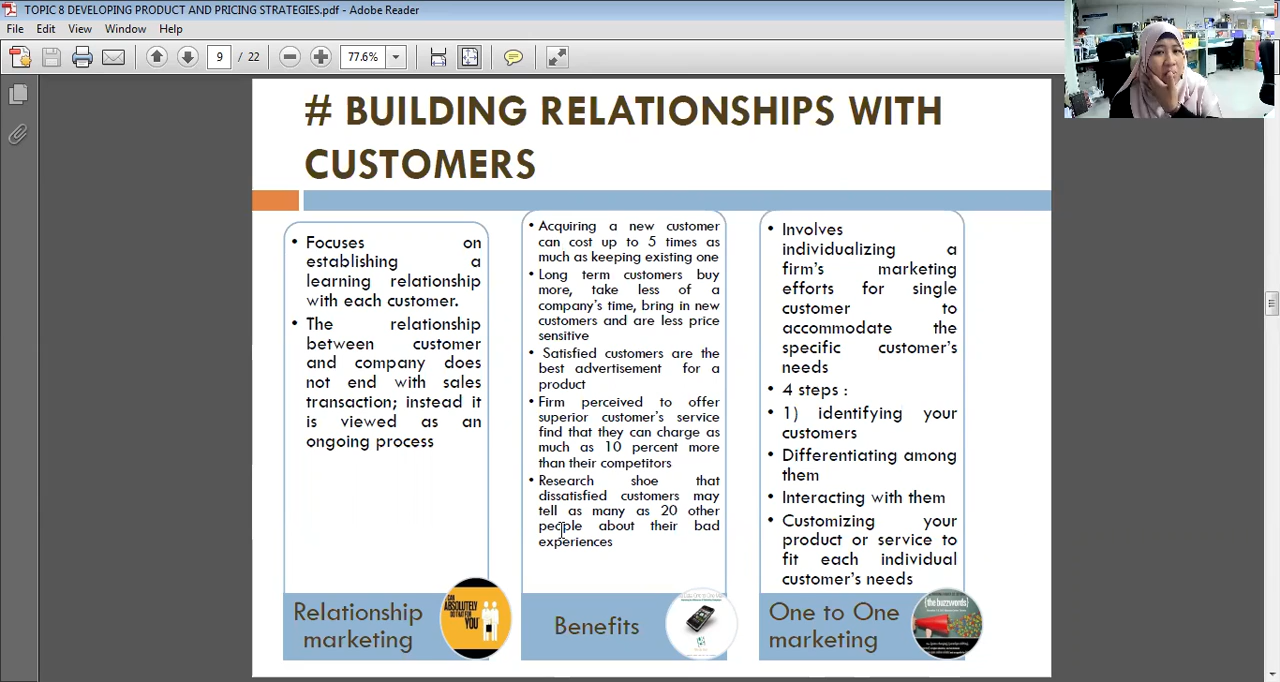 TOPIC 8 DEVELOPING PRODUCT AND PRICING STRATEGIES.pdf - Adobe Reader
File Edit View Window Help
9 / 22 77.6%
# BUILDING RELATIONSHIPS WITH
CUSTOMERS
• Focuses on
establishing a
learning relationship
with each customer.
• The relationship
between customer
and company does
not end with sales
transaction; instead it
is viewed as an
ongoing process
Relationship
marketing
CAN
ABSOLUTELY
DO THAT FOR
YOU
• Acquiring a new customer
can cost up to 5 times as
much as keeping existing one
• Long term customers buy
more, take less of a
company's time, bring in new
customers and are less price
sensitive
• Satisfied customers are the
best advertisement for a
product
• Firm perceived to offer
superior customer's service
find that they can charge as
much as 10 percent more
than their competitors
• Research shoe that
dissatisfied customers may
tell as many as 20 other
people about their bad
experiences
Benefits
• Involves
individualizing a
firm's marketing
efforts for single
customer to
accommodate the
specific customer's
needs
• 4 steps :
• 1) identifying your
customers
• Differentiating among
them
• Interacting with them
• Customizing your
product or service to
fit each individual
customer's needs
One to One
marketing
{the buzzwords}